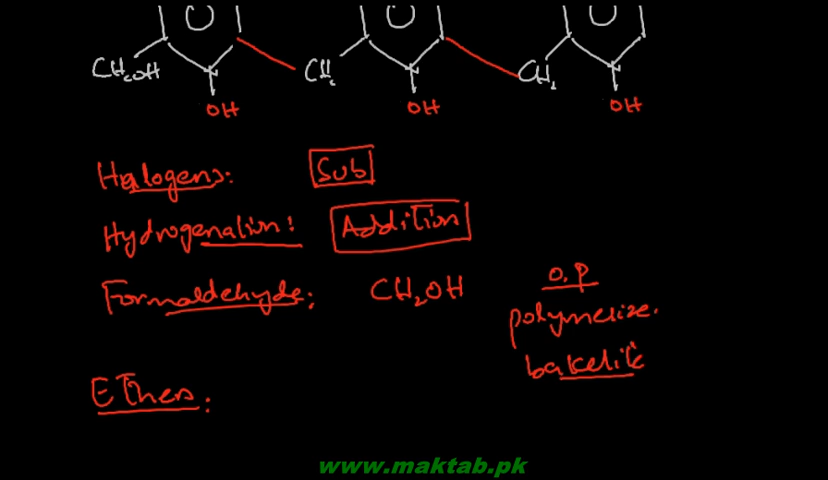 CH₂OH CH₂ CH₂
OH OH OH
Halogens: Sub
Hydrogenation: Addition
Formaldehyde: CH₂OH
O.P
polymerize.
bakelite
Ethers:
www.maktab.pk